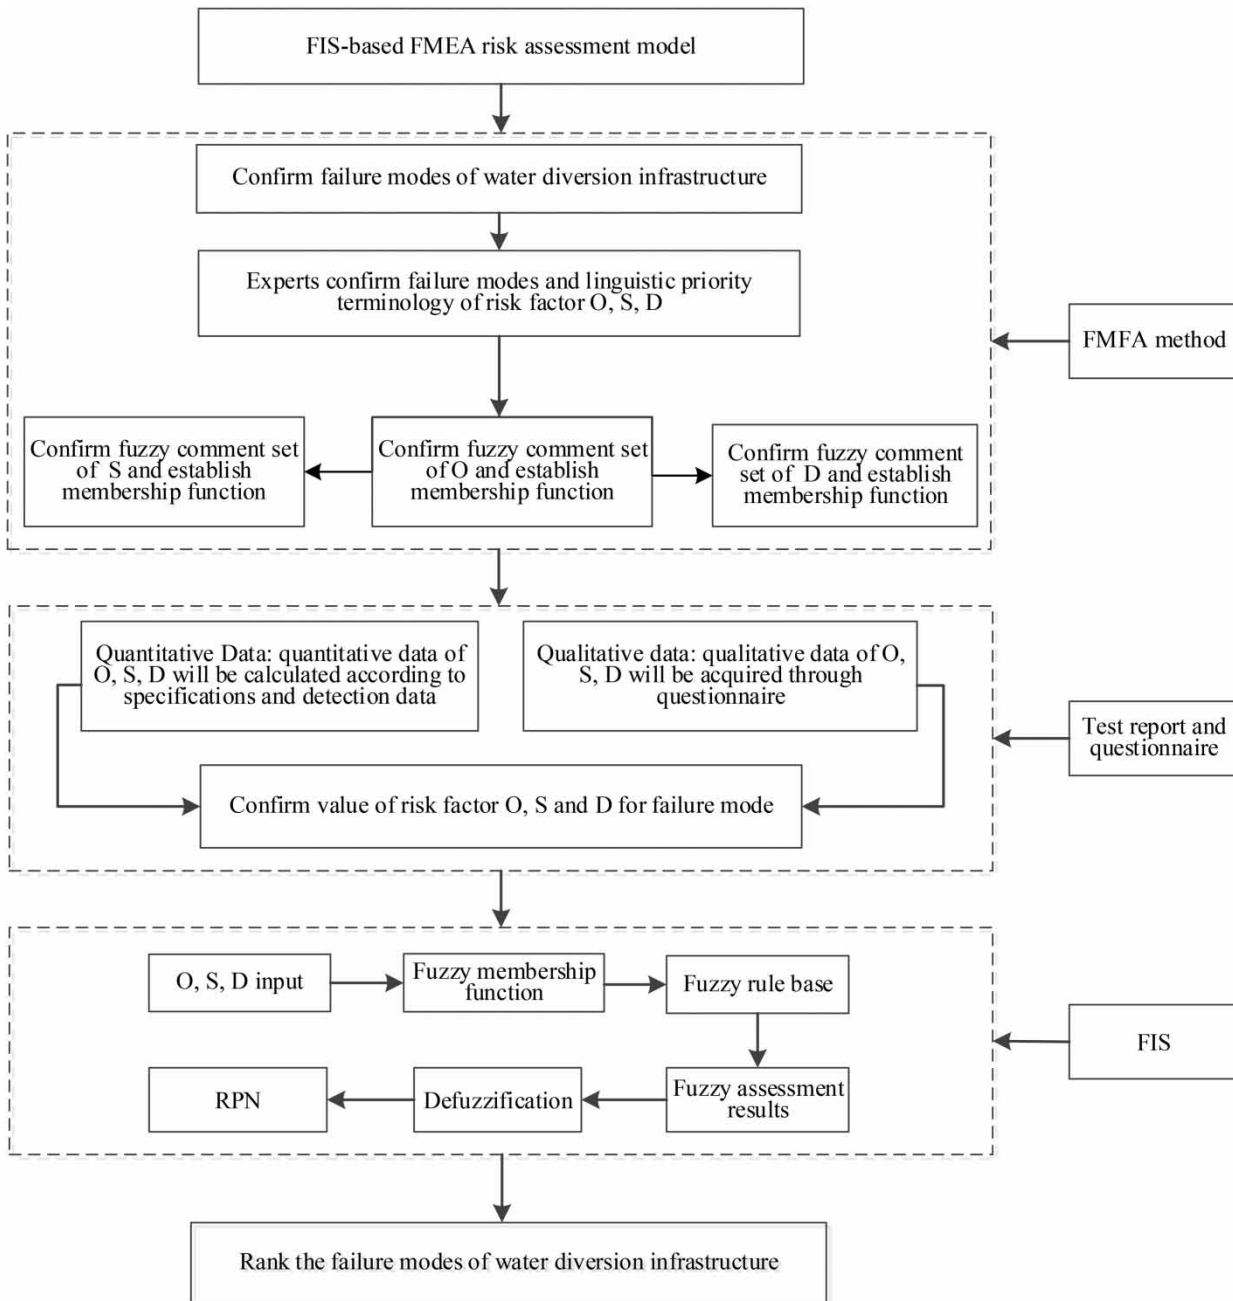 FIS-based FMEA risk assessment model
Confirm failure modes of water diversion infrastructure
Experts confirm failure modes and linguistic priority
terminology of risk factor O, S, D
FMFA method
Confirm fuzzy comment set
of S and establish
membership function
Confirm fuzzy comment set
of O and establish
membership function
Confirm fuzzy comment
set of D and establish
membership function
Quantitative Data: quantitative data of
O, S, D will be calculated according to
specifications and detection data
Qualitative data: qualitative data of O,
S, D will be acquired through
questionnaire
Test report and
questionnaire
Confirm value of risk factor O, S and D for failure mode
O, S, D input
Fuzzy membership
function
Fuzzy rule base
FIS
RPN
Defuzzification
Fuzzy assessment
results
Rank the failure modes of water diversion infrastructure